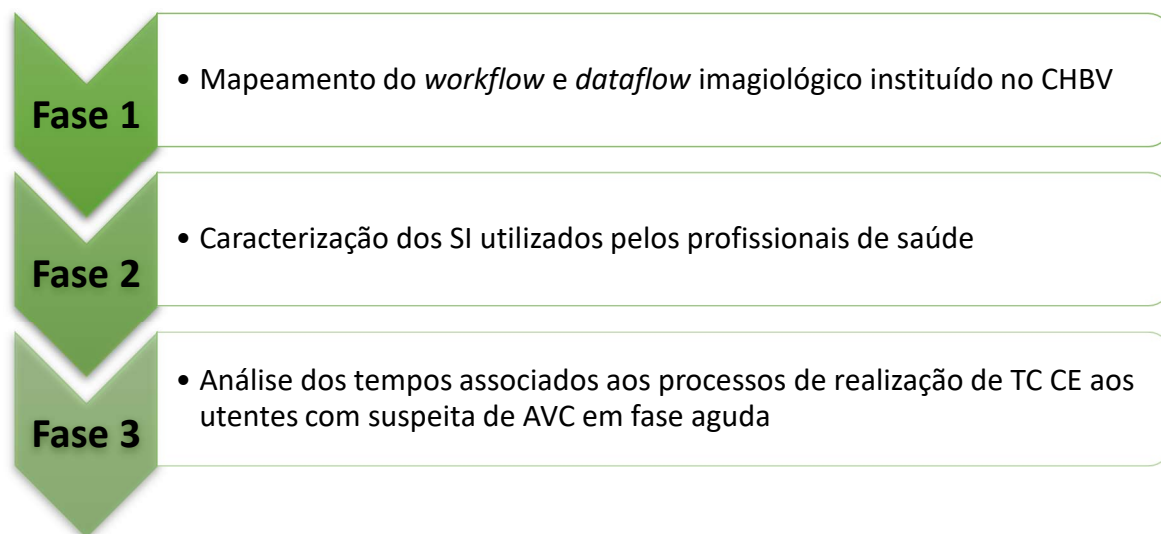 Fase 1
• Mapeamento do workflow e dataflow imagiológico instituído no CHBV
Fase 2
• Caracterização dos SI utilizados pelos profissionais de saúde
Fase 3
• Análise dos tempos associados aos processos de realização de TC CE aos
utentes com suspeita de AVC em fase aguda